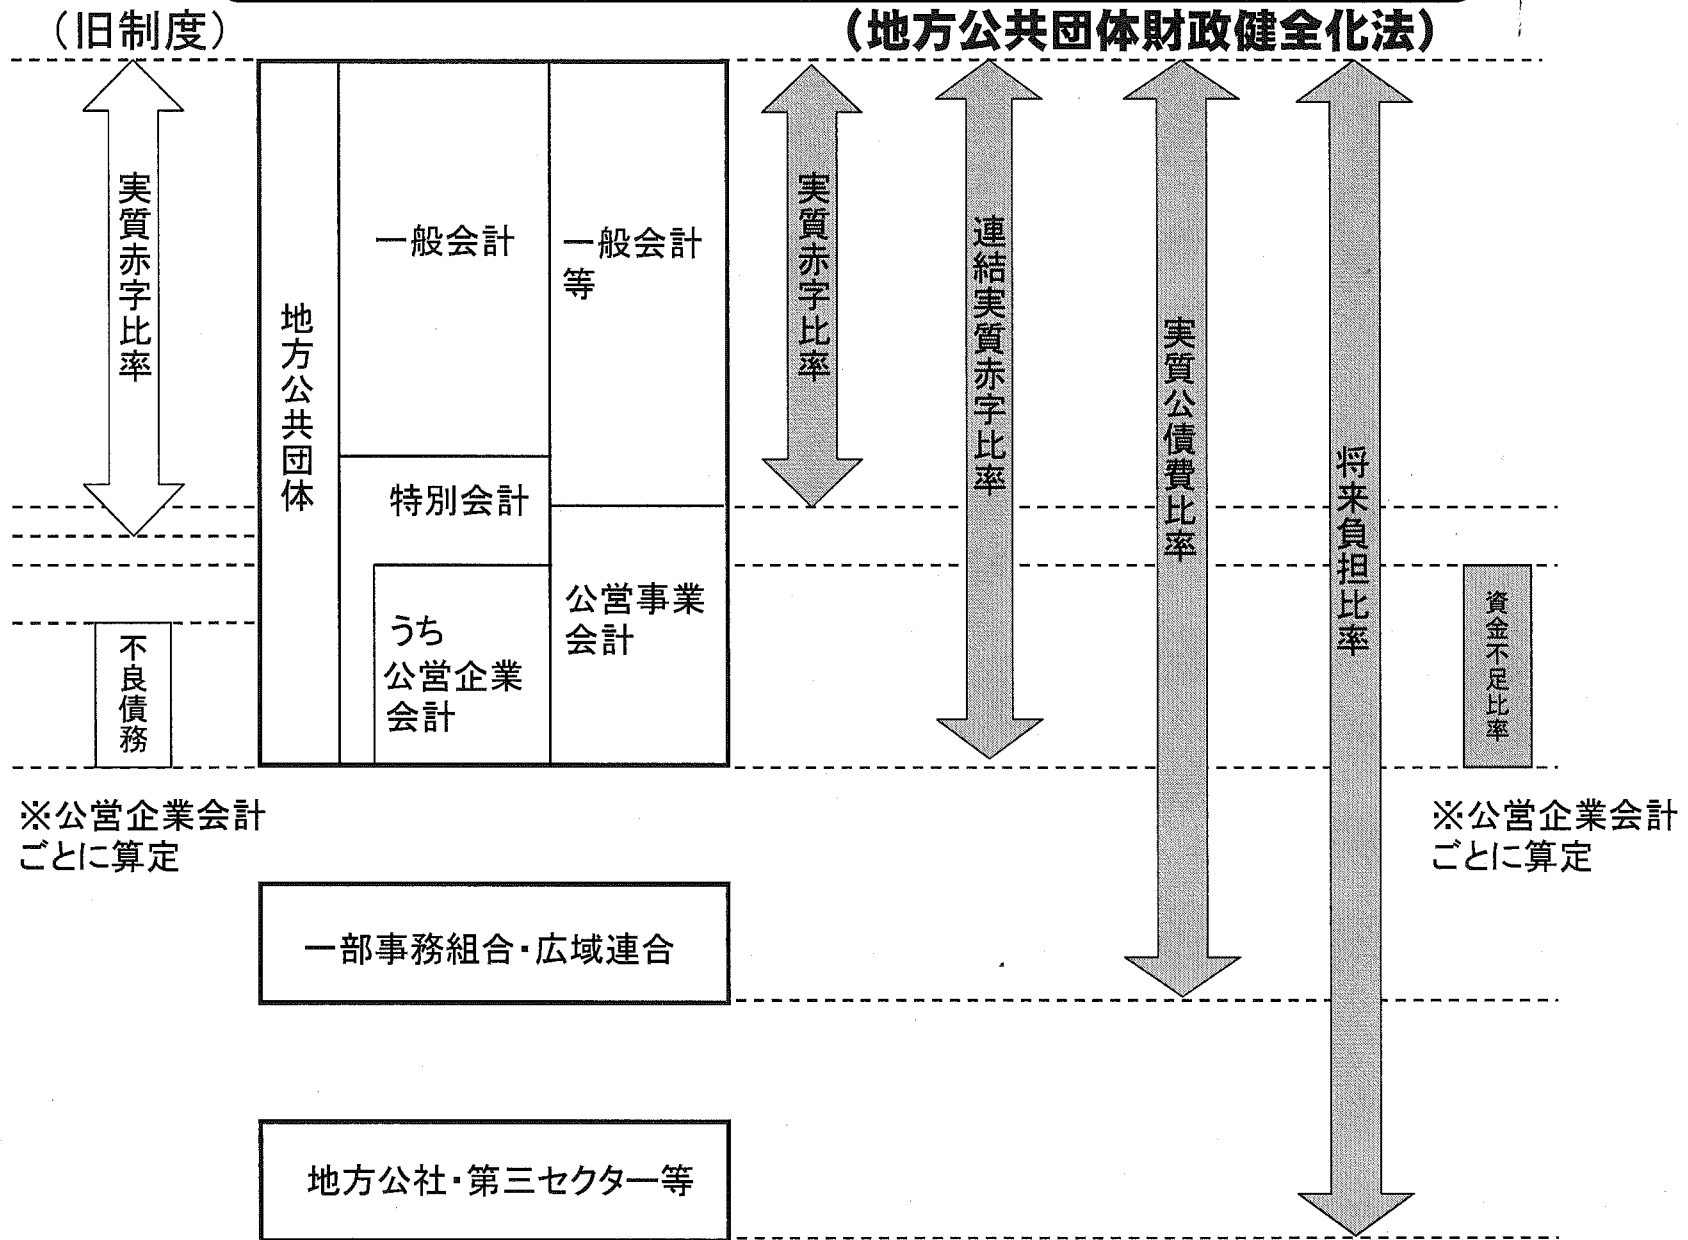 （旧制度）
（地方公共団体財政健全化法）
実質赤字比率
不良債務
※公営企業会計
ごとに算定
地方公共団体
一般会計
特別会計
うち
公営企業
会計
一般会計
等
公営事業
会計
実質赤字比率
連結実質赤字比率
実質公債費比率
将来負担比率
資金不足比率
※公営企業会計
ごとに算定
一部事務組合・広域連合
地方公社・第三セクター等